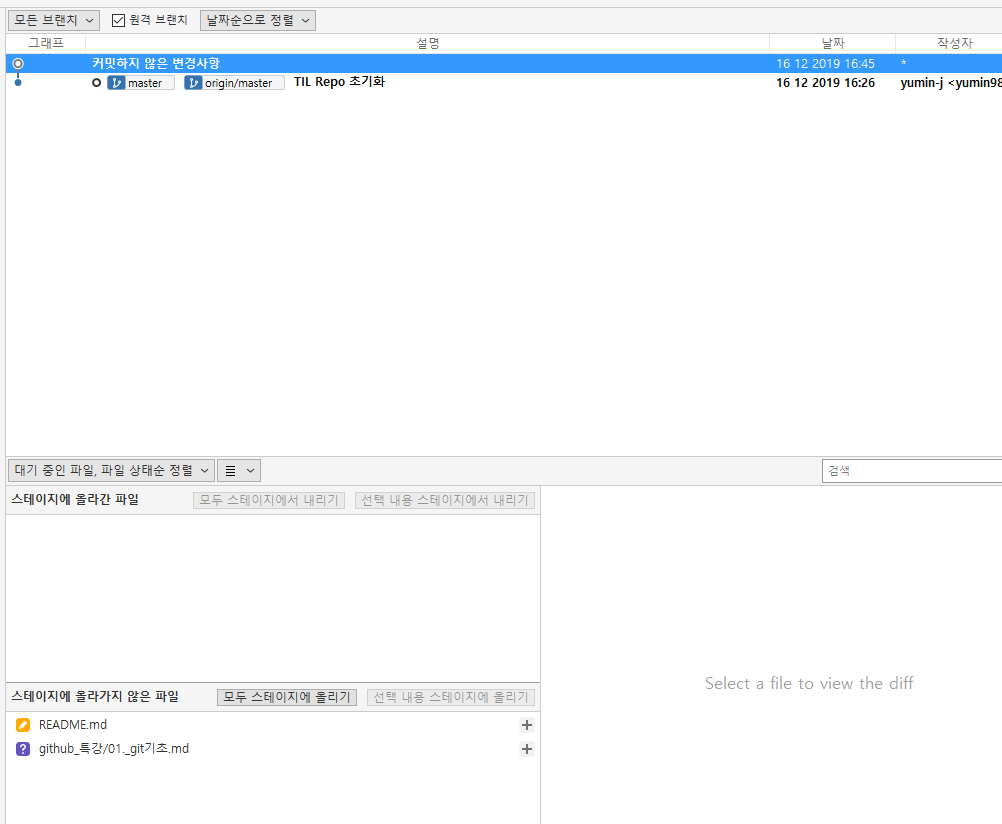 모든 브랜치 원격 브랜치 날짜순으로 정렬
그래프 설명 날짜 작성자
커밋하지 않은 변경사항 16 12 2019 16:45 *
master origin/master TIL Repo 초기화 16 12 2019 16:26 yumin-j <yumin98
대기 중인 파일, 파일 상태순 정렬 검색
스테이지에 올라간 파일 모두 스테이지에서 내리기 선택 내용 스테이지에서 내리기
스테이지에 올라가지 않은 파일 모두 스테이지에 올리기 선택 내용 스테이지에 올리기
Select a file to view the diff
README.md +
? github_특강/01._git기초.md +